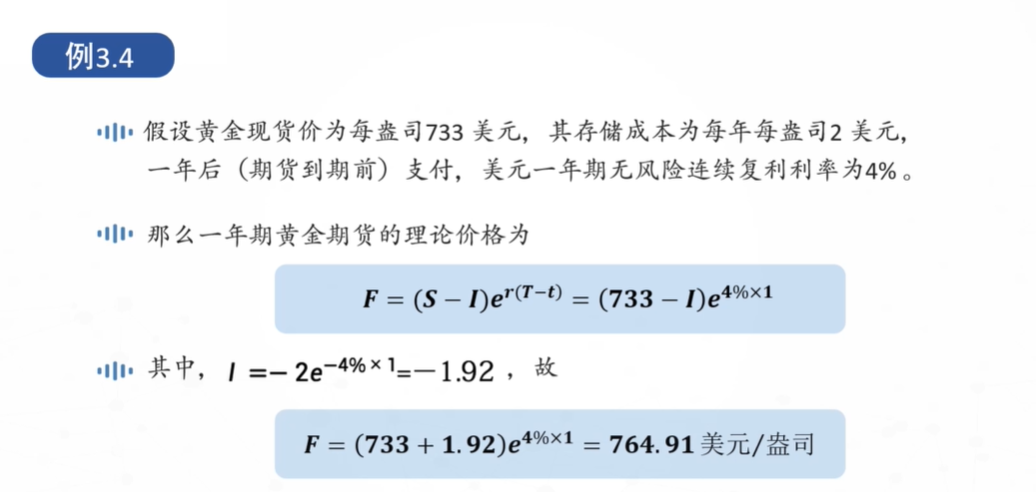 例3.4
假设黄金现货价为每盎司733 美元，其存储成本为每年每盎司2 美元，
一年后（期货到期前）支付，美元一年期无风险连续复利利率为4% 。
那么一年期黄金期货的理论价格为
F = (S − I)e^{r(T−t)} = (733 − I)e^{4%×1}
其中，I =− 2e^{−4% × 1}=−1.92 ，故
F = (733 + 1.92)e^{4%×1} = 764.91 美元/盎司